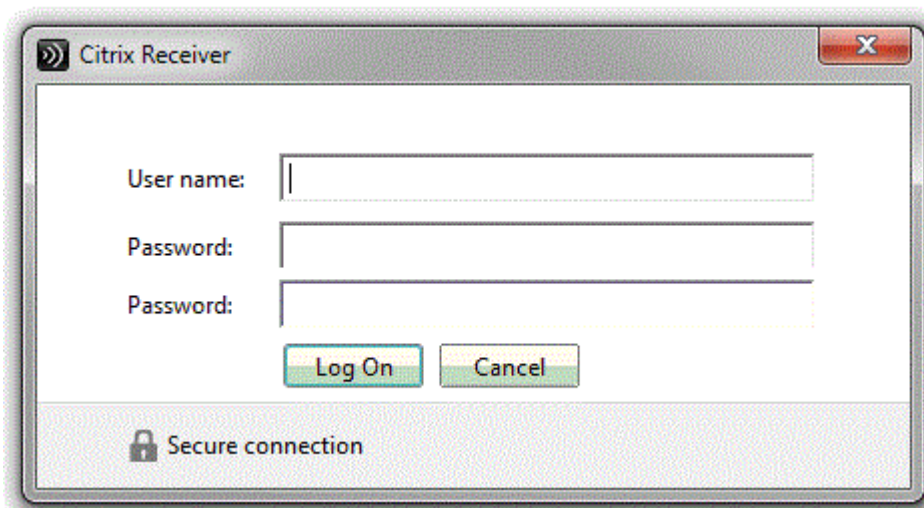 Citrix Receiver
User name:
Password:
Password:
Log On Cancel
Secure connection